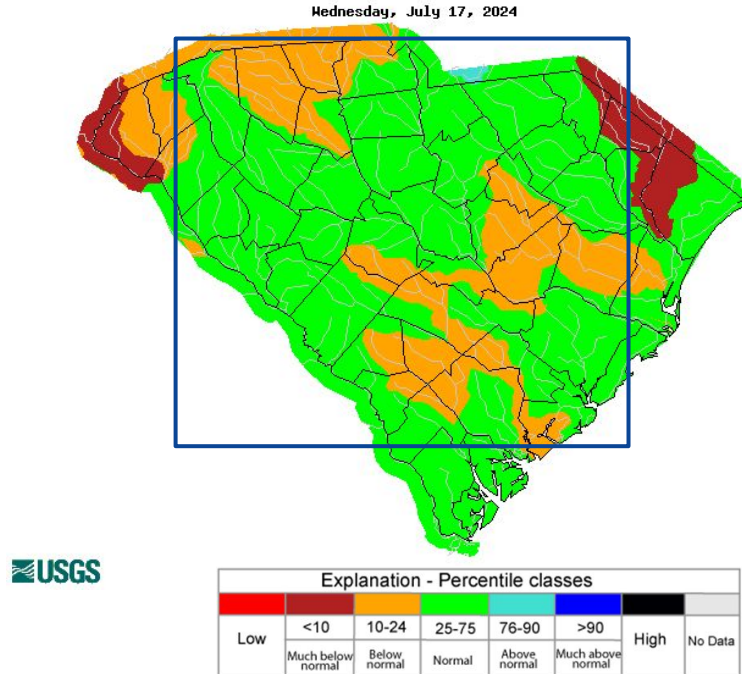 Wednesday, July 17, 2024
USGS
Explanation - Percentile classes
Low
<10
10-24
25-75
76-90
>90
High
No Data
Much below normal
Below normal
Normal
Above normal
Much above normal